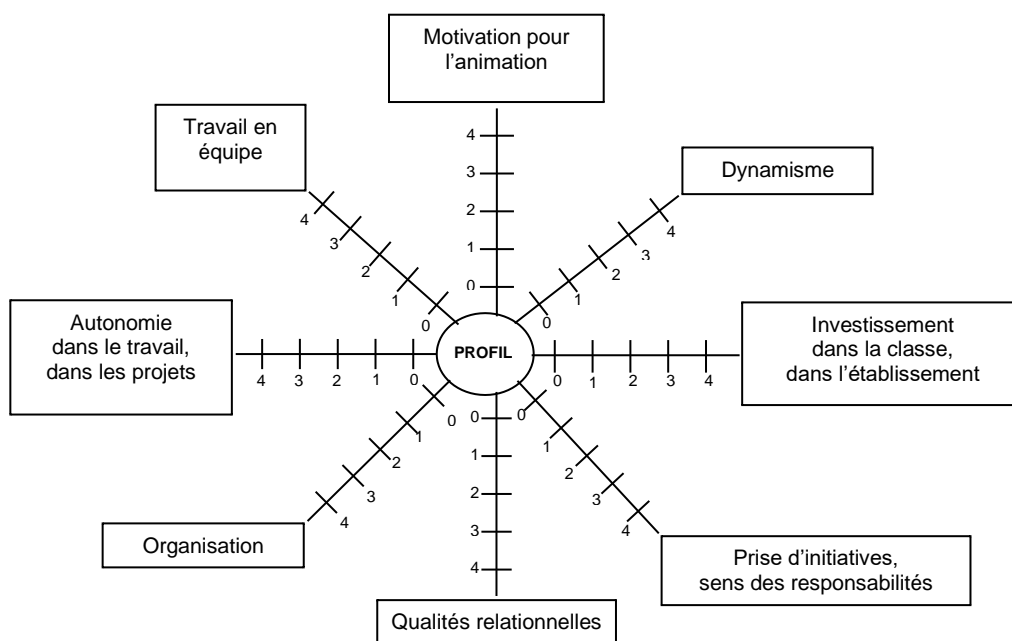 Motivation pour
l'animation
Travail en
équipe
Dynamisme
4
3
2
1
0
4
3
2
1
0
4
3
2
1
0
Autonomie
dans le travail,
dans les projets
PROFIL
Investissement
dans la classe,
dans l'établissement
4 3 2 1 0
0 1 2 3 4
0
1
2
3
4
0
1
2
3
4
0
1
2
3
4
Organisation
Prise d'initiatives,
sens des responsabilités
Qualités relationnelles